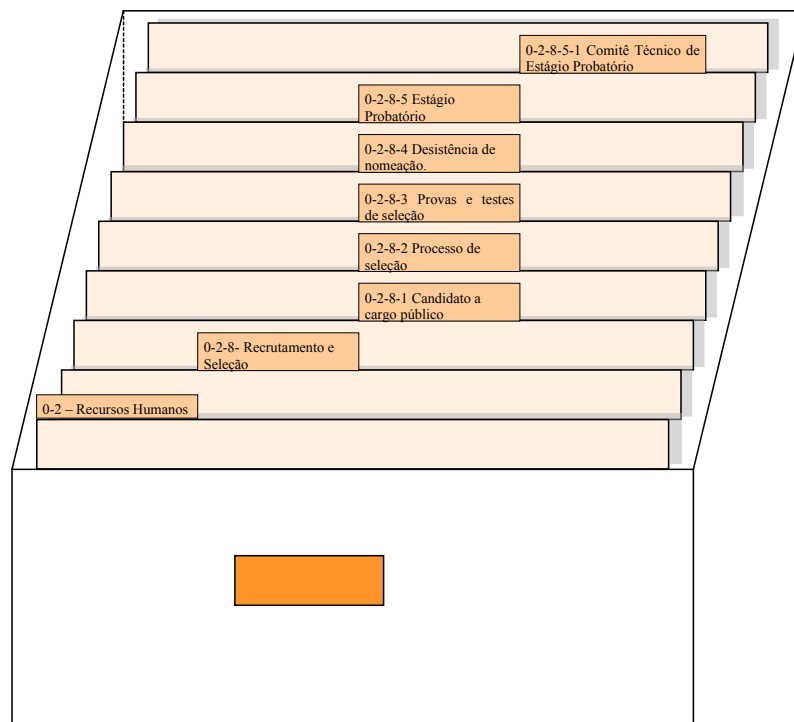 0-2-8-5-1 Comitê Técnico de
Estágio Probatório
0-2-8-5 Estágio
Probatório
0-2-8-4 Desistência de
nomeação.
0-2-8-3 Provas e testes
de seleção
0-2-8-2 Processo de
seleção
0-2-8-1 Candidato a
cargo público
0-2-8- Recrutamento e
Seleção
0-2 – Recursos Humanos